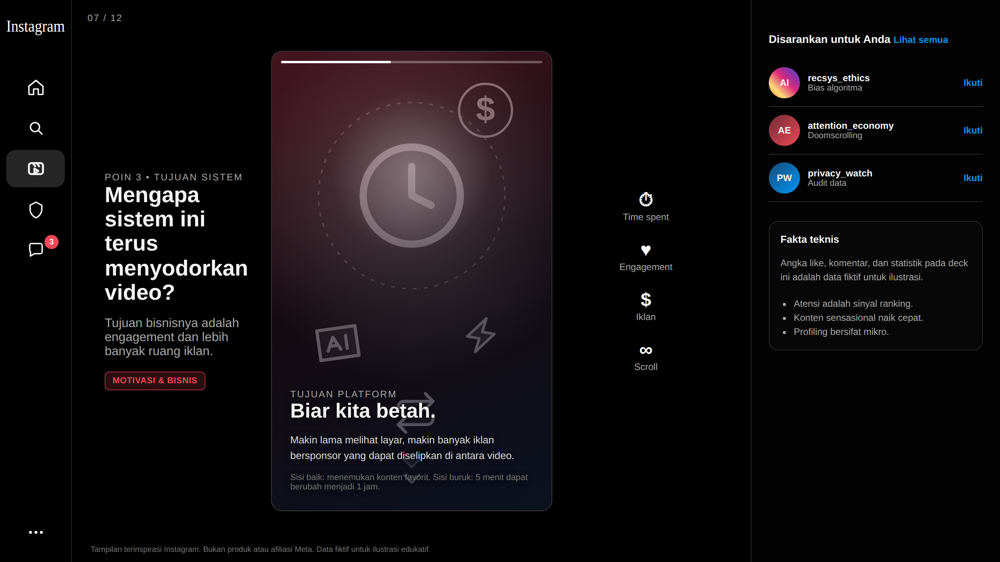 Instagram
3
07 / 12
POIN 3 • TUJUAN SISTEM
Mengapa
sistem ini
terus
menyodorkan
video?
Tujuan bisnisnya adalah
engagement dan lebih
banyak ruang iklan.
MOTIVASI & BISNIS
$
AI
TUJUAN PLATFORM
Biar kita betah.
Makin lama melihat layar, makin banyak iklan
bersponsor yang dapat diselipkan di antara video.
Sisi baik: menemukan konten favorit. Sisi buruk: 5 menit dapat
berubah menjadi 1 jam.
⏱
Time spent
♥
Engagement
$
Iklan
∞
Scroll
Disarankan untuk Anda Lihat semua
AI recsys_ethics Ikuti
Bias algoritma
AE attention_economy Ikuti
Doomscrolling
PW privacy_watch Ikuti
Audit data
Fakta teknis
Angka like, komentar, dan statistik pada deck
ini adalah data fiktif untuk ilustrasi.
• Atensi adalah sinyal ranking.
• Konten sensasional naik cepat.
• Profiling bersifat mikro.
Tampilan terinspirasi Instagram. Bukan produk atau afiliasi Meta. Data fiktif untuk ilustrasi edukatif.